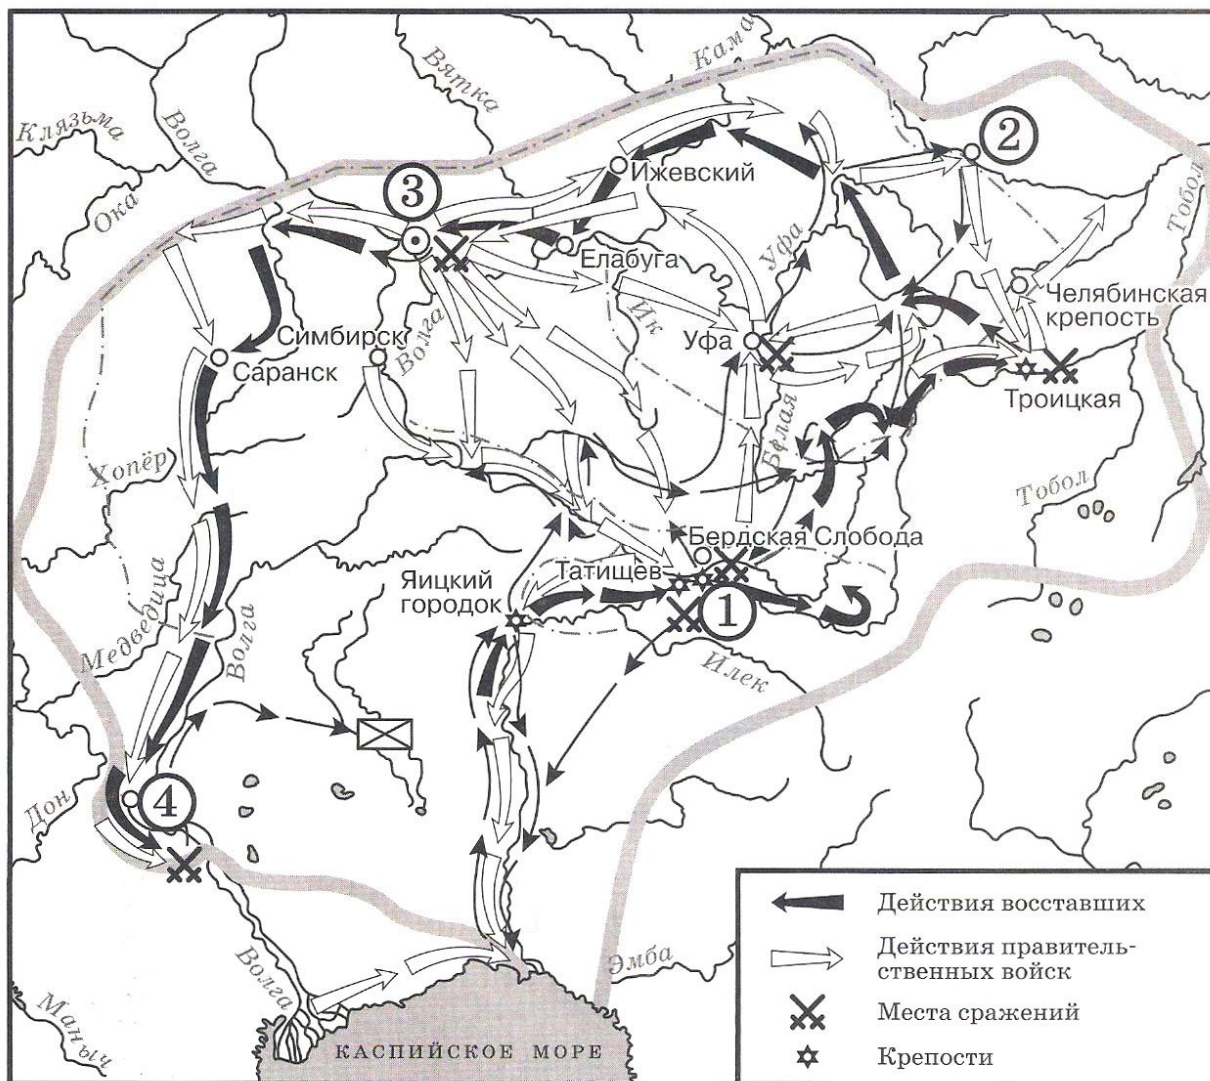 Кама
Вятка
Волга
Клязьма
Ока
2
Тобол
3
Ижевский
Елабуга
Уфа
Ик
Волга
Челябинская
крепость
Симбирск
Уфа
Саранск
Троицкая
Белая
Хопёр
Тобол
Бердская Слобода
Татищев
Яицкий
городок
1
Медведица
Волга
Илек
Дон
4
Волга
Эмба
Маныч
КАСПИЙСКОЕ МОРЕ
Действия восставших
Действия правитель-
ственных войск
Места сражений
Крепости